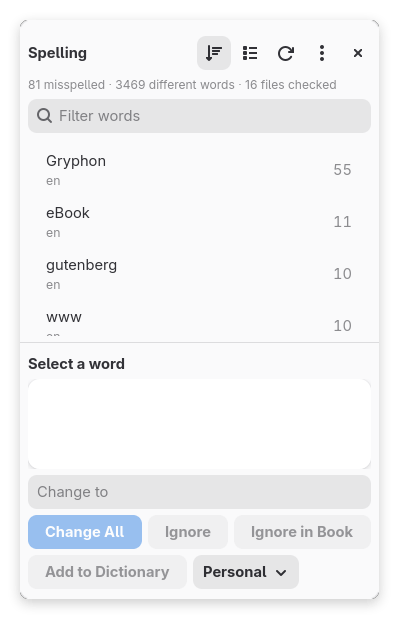 Spelling
81 misspelled · 3469 different words · 16 files checked
Filter words
Gryphon
en
55
eBook
en
11
gutenberg
en
10
www
en
10
Select a word
Change to
Change All Ignore Ignore in Book
Add to Dictionary Personal